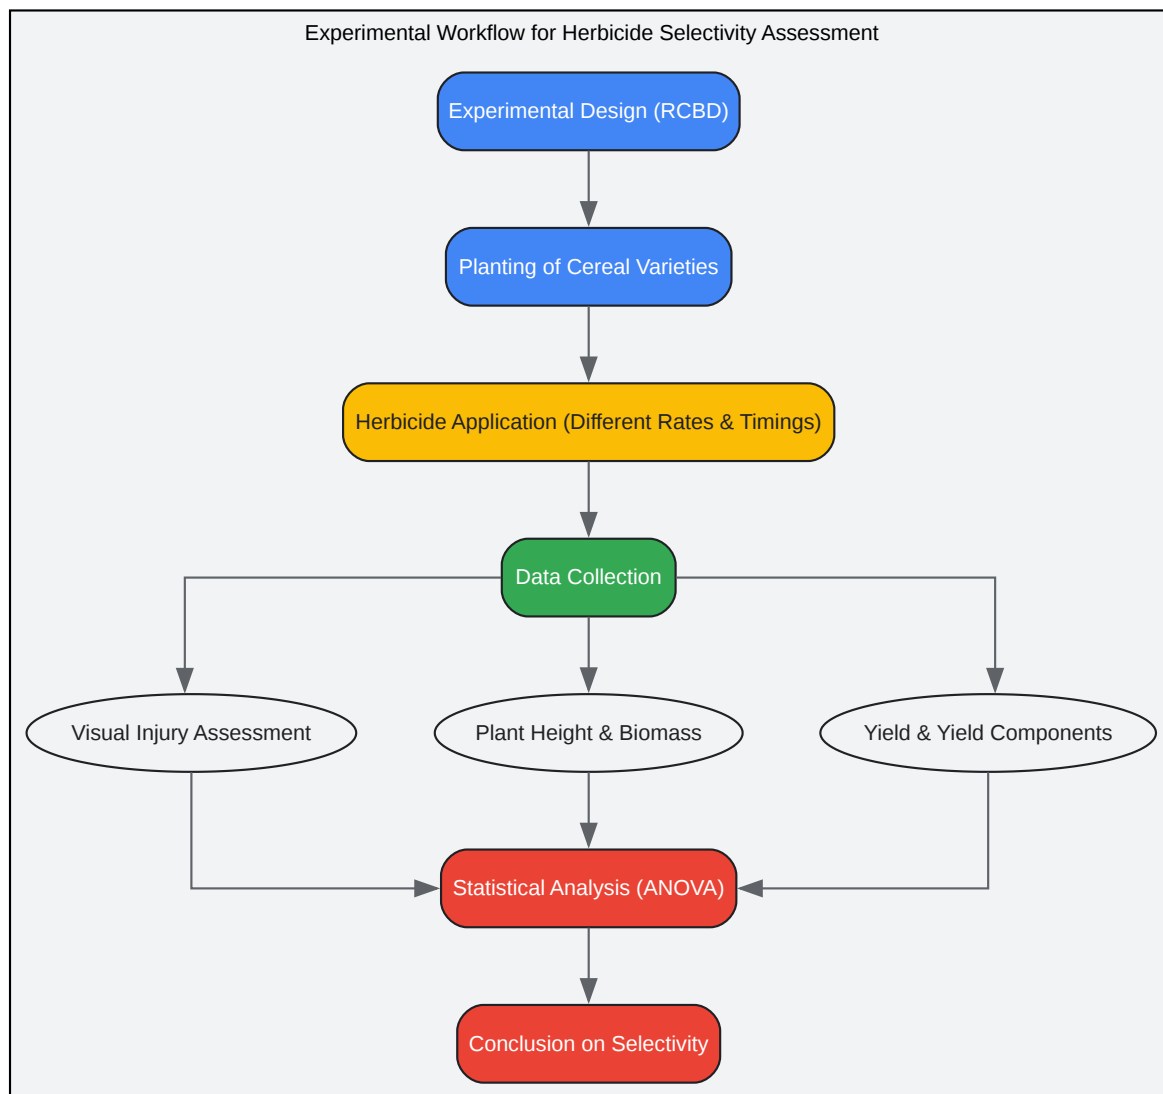 Experimental Workflow for Herbicide Selectivity Assessment
Experimental Design (RCBD)
Planting of Cereal Varieties
Herbicide Application (Different Rates & Timings)
Data Collection
Visual Injury Assessment
Plant Height & Biomass
Yield & Yield Components
Statistical Analysis (ANOVA)
Conclusion on Selectivity